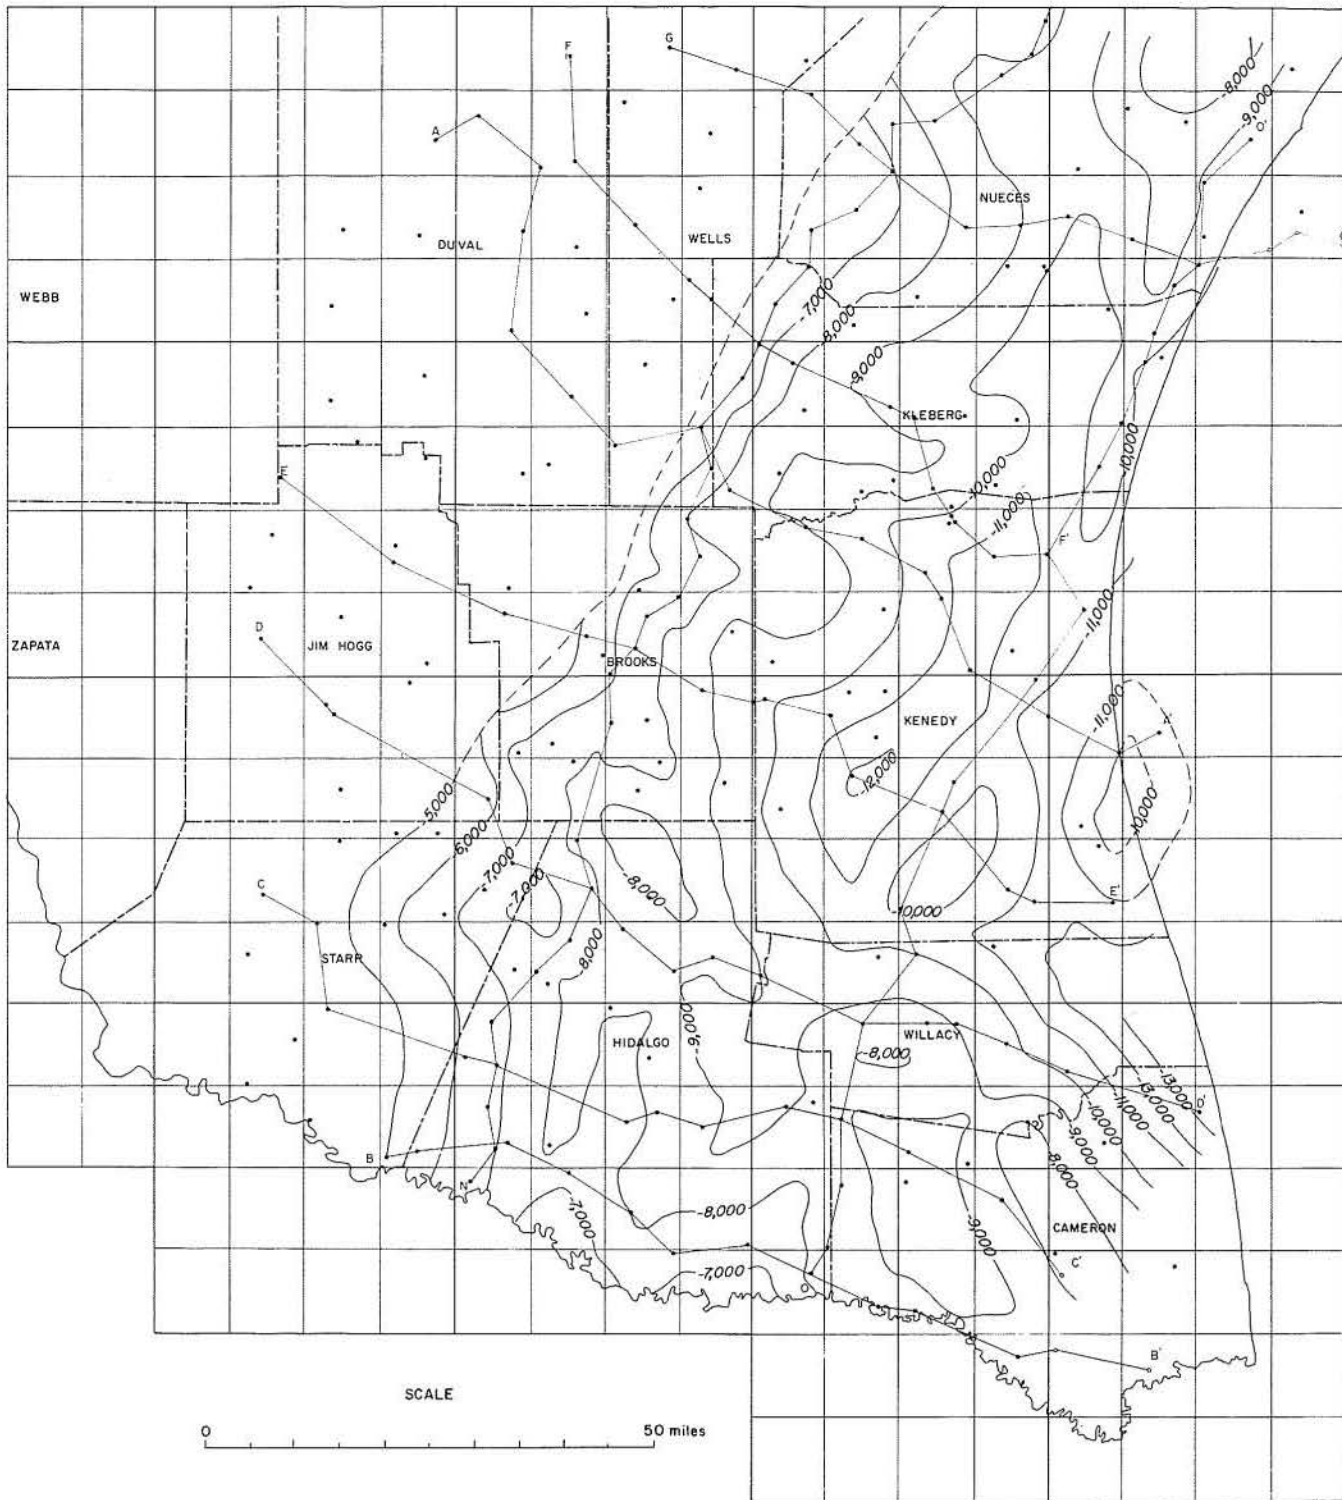 G
F
-8,000
-9,000
O'
A
NUECES
DUVAL
WELLS
WEBB
-7,000
-8,000
-9,000
KLEBERG
-10,000
E
-10,000
-11,000
F'
-11,000
D
ZAPATA
JIM HOGG
BROOKS
-11,000
A'
KENEDY
-12,000
-5,000
-10,000
-6,000
-7,000
-7,000
-8,000
C
E'
-10,000
8,000
STARR
-9,000
WILLACY
HIDALGO
-8,000
-13,000
-11,000
-10,000
D'
-9,000
-8,000
B
N
-7,000
-8,000
-9,000
CAMERON
C'
-7,000
O
B'
SCALE
0 50 miles